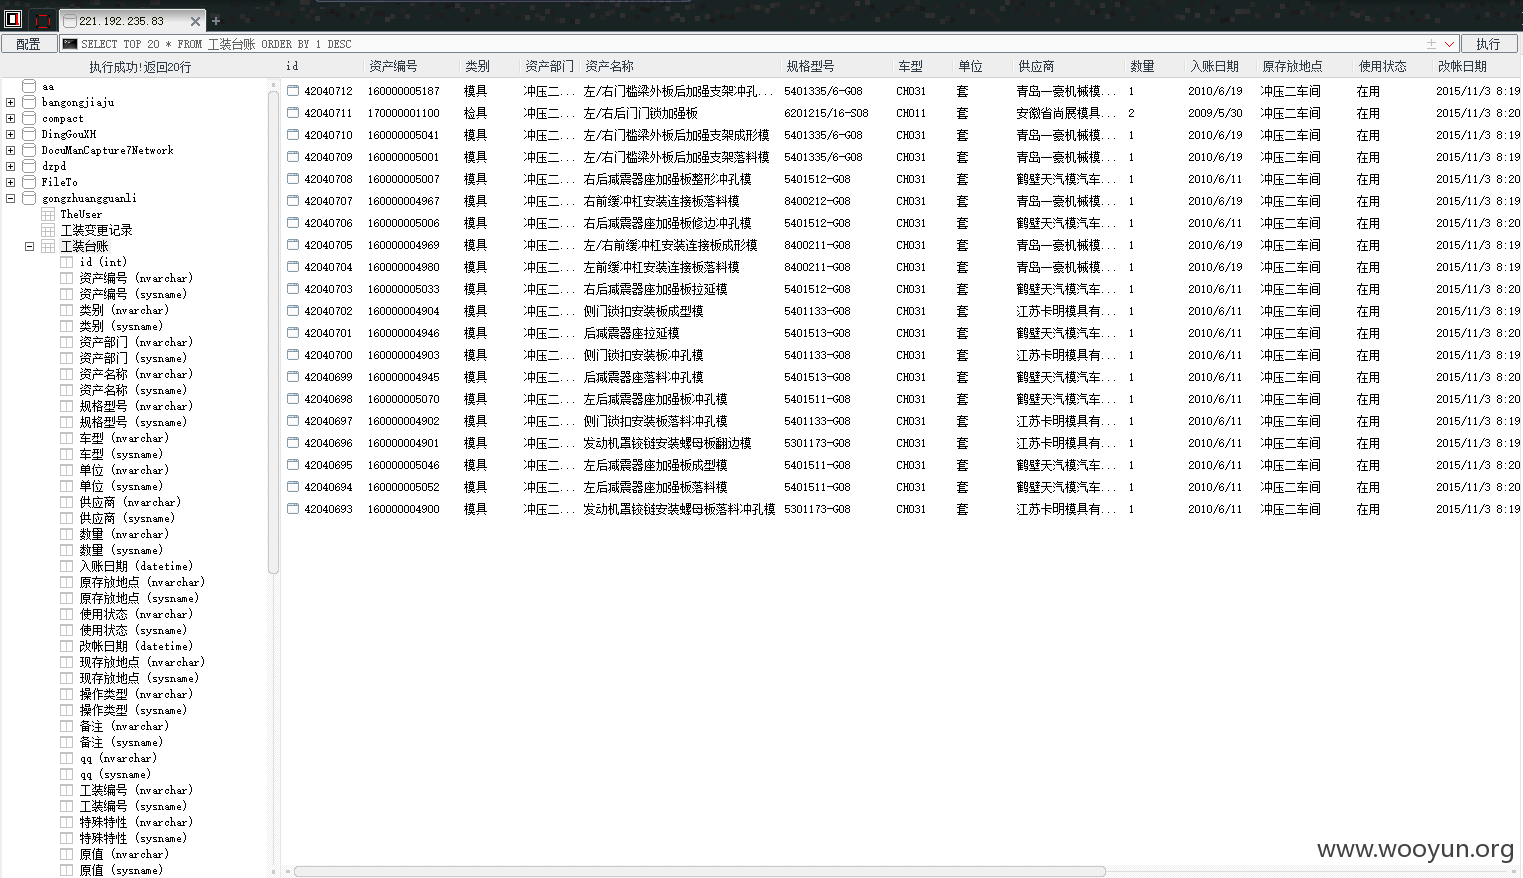 221.192.235.83
配置 SELECT TOP 20 * FROM 工装台账 ORDER BY 1 DESC 执行
执行成功!返回20行
aa
bangongjiaju
compact
DingGouXH
DocuManCapture7Network
dzpd
FileTo
gongzhuangguanli
TheUser
工装变更记录
工装台账
id (int)
资产编号 (nvarchar)
资产编号 (sysname)
类别 (nvarchar)
类别 (sysname)
资产部门 (nvarchar)
资产部门 (sysname)
资产名称 (nvarchar)
资产名称 (sysname)
规格型号 (nvarchar)
规格型号 (sysname)
车型 (nvarchar)
车型 (sysname)
单位 (nvarchar)
单位 (sysname)
供应商 (nvarchar)
供应商 (sysname)
数量 (nvarchar)
数量 (sysname)
入账日期 (datetime)
原存放地点 (nvarchar)
原存放地点 (sysname)
使用状态 (nvarchar)
使用状态 (sysname)
改帐日期 (datetime)
现存放地点 (nvarchar)
现存放地点 (sysname)
操作类型 (nvarchar)
操作类型 (sysname)
备注 (nvarchar)
备注 (sysname)
qq (nvarchar)
qq (sysname)
工装编号 (nvarchar)
工装编号 (sysname)
特殊特性 (nvarchar)
特殊特性 (sysname)
原值 (nvarchar)
原值 (sysname)
id 资产编号 类别 资产部门 资产名称 规格型号 车型 单位 供应商 数量 入账日期 原存放地点 使用状态 改帐日期
42040712 160000005187 模具 冲压二... 左/右门槛梁外板后加强支架冲孔... 5401335/6-G08 CH031 套 青岛一豪机械模... 1 2010/6/19 冲压二车间 在用 2015/11/3 8:19
42040711 170000001100 检具 冲压二... 左/右后门门锁加强板 6201215/16-S08 CH011 套 安徽省尚展模具... 2 2009/5/30 冲压二车间 在用 2015/11/3 8:20
42040710 160000005041 模具 冲压二... 左/右门槛梁外板后加强支架成形模 5401335/6-G08 CH031 套 青岛一豪机械模... 1 2010/6/19 冲压二车间 在用 2015/11/3 8:19
42040709 160000005001 模具 冲压二... 左/右门槛梁外板后加强支架落料模 5401335/6-G08 CH031 套 青岛一豪机械模... 1 2010/6/19 冲压二车间 在用 2015/11/3 8:19
42040708 160000005007 模具 冲压二... 右后减震器座加强板整形冲孔模 5401512-G08 CH031 套 鹤壁天汽模汽车... 1 2010/6/11 冲压二车间 在用 2015/11/3 8:20
42040707 160000004967 模具 冲压二... 右前缓冲杠安装连接板落料模 8400212-G08 CH031 套 青岛一豪机械模... 1 2010/6/19 冲压二车间 在用 2015/11/3 8:19
42040706 160000005006 模具 冲压二... 右后减震器座加强板修边冲孔模 5401512-G08 CH031 套 鹤壁天汽模汽车... 1 2010/6/11 冲压二车间 在用 2015/11/3 8:20
42040705 160000004969 模具 冲压二... 左/右前缓冲杠安装连接板成形模 8400211-G08 CH031 套 青岛一豪机械模... 1 2010/6/19 冲压二车间 在用 2015/11/3 8:19
42040704 160000004980 模具 冲压二... 左前缓冲杠安装连接板落料模 8400211-G08 CH031 套 青岛一豪机械模... 1 2010/6/19 冲压二车间 在用 2015/11/3 8:19
42040703 160000005033 模具 冲压二... 右后减震器座加强板拉延模 5401512-G08 CH031 套 鹤壁天汽模汽车... 1 2010/6/11 冲压二车间 在用 2015/11/3 8:20
42040702 160000004904 模具 冲压二... 侧门锁扣安装板成型模 5401133-G08 CH031 套 江苏卡明模具有... 1 2010/6/11 冲压二车间 在用 2015/11/3 8:19
42040701 160000004946 模具 冲压二... 后减震器座拉延模 5401513-G08 CH031 套 鹤壁天汽模汽车... 1 2010/6/11 冲压二车间 在用 2015/11/3 8:20
42040700 160000004903 模具 冲压二... 侧门锁扣安装板冲孔模 5401133-G08 CH031 套 江苏卡明模具有... 1 2010/6/11 冲压二车间 在用 2015/11/3 8:19
42040699 160000004945 模具 冲压二... 后减震器座落料冲孔模 5401513-G08 CH031 套 鹤壁天汽模汽车... 1 2010/6/11 冲压二车间 在用 2015/11/3 8:20
42040698 160000005070 模具 冲压二... 左后减震器座加强板冲孔模 5401511-G08 CH031 套 鹤壁天汽模汽车... 1 2010/6/11 冲压二车间 在用 2015/11/3 8:20
42040697 160000004902 模具 冲压二... 侧门锁扣安装板落料冲孔模 5401133-G08 CH031 套 江苏卡明模具有... 1 2010/6/11 冲压二车间 在用 2015/11/3 8:19
42040696 160000004901 模具 冲压二... 发动机罩铰链安装螺母板翻边模 5301173-G08 CH031 套 江苏卡明模具有... 1 2010/6/11 冲压二车间 在用 2015/11/3 8:19
42040695 160000005046 模具 冲压二... 左后减震器座加强板成型模 5401511-G08 CH031 套 鹤壁天汽模汽车... 1 2010/6/11 冲压二车间 在用 2015/11/3 8:20
42040694 160000005052 模具 冲压二... 左后减震器座加强板落料模 5401511-G08 CH031 套 鹤壁天汽模汽车... 1 2010/6/11 冲压二车间 在用 2015/11/3 8:20
42040693 160000004900 模具 冲压二... 发动机罩铰链安装螺母板落料冲孔模 5301173-G08 CH031 套 江苏卡明模具有... 1 2010/6/11 冲压二车间 在用 2015/11/3 8:19
www.wooyun.org